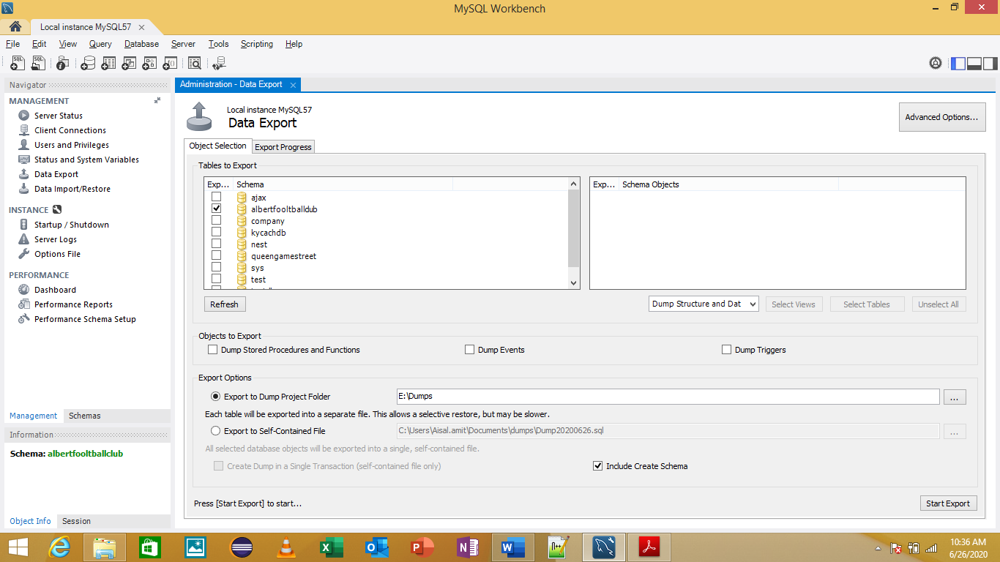 MySQL Workbench
Local instance MySQL57
File Edit View Query Database Server Tools Scripting Help
Navigator
MANAGEMENT
Server Status
Client Connections
Users and Privileges
Status and System Variables
Data Export
Data Import/Restore
INSTANCE
Startup / Shutdown
Server Logs
Options File
PERFORMANCE
Dashboard
Performance Reports
Performance Schema Setup
Management Schemas
Information
Schema: albertfooltballclub
Object Info Session
Administration - Data Export
Local instance MySQL57
Data Export
Advanced Options...
Object Selection Export Progress
Tables to Export
Exp... Schema
ajax
albertfooltballclub
company
kycachdb
nest
queengamestreet
sys
test
Exp... Schema Objects
Refresh
Dump Structure and Dat
Select Views
Select Tables
Unselect All
Objects to Export
Dump Stored Procedures and Functions
Dump Events
Dump Triggers
Export Options
Export to Dump Project Folder
E:\Dumps
...
Each table will be exported into a separate file. This allows a selective restore, but may be slower.
Export to Self-Contained File
C:\Users\Aisal.amit\Documents\dumps\Dump20200626.sql
...
All selected database objects will be exported into a single, self-contained file.
Create Dump in a Single Transaction (self-contained file only)
Include Create Schema
Press [Start Export] to start...
Start Export
10:36 AM
6/26/2020